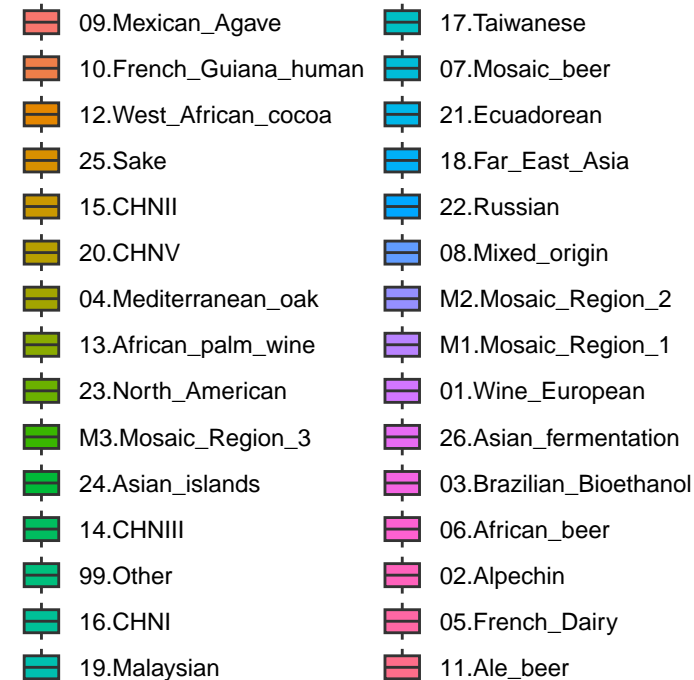 09.Mexican_Agave
10.French_Guiana_human
12.West_African_cocoa
25.Sake
15.CHNII
20.CHNV
04.Mediterranean_oak
13.African_palm_wine
23.North_American
M3.Mosaic_Region_3
24.Asian_islands
14.CHNIII
99.Other
16.CHNI
19.Malaysian
17.Taiwanese
07.Mosaic_beer
21.Ecuadorean
18.Far_East_Asia
22.Russian
08.Mixed_origin
M2.Mosaic_Region_2
M1.Mosaic_Region_1
01.Wine_European
26.Asian_fermentation
03.Brazilian_Bioethanol
06.African_beer
02.Alpechin
05.French_Dairy
11.Ale_beer